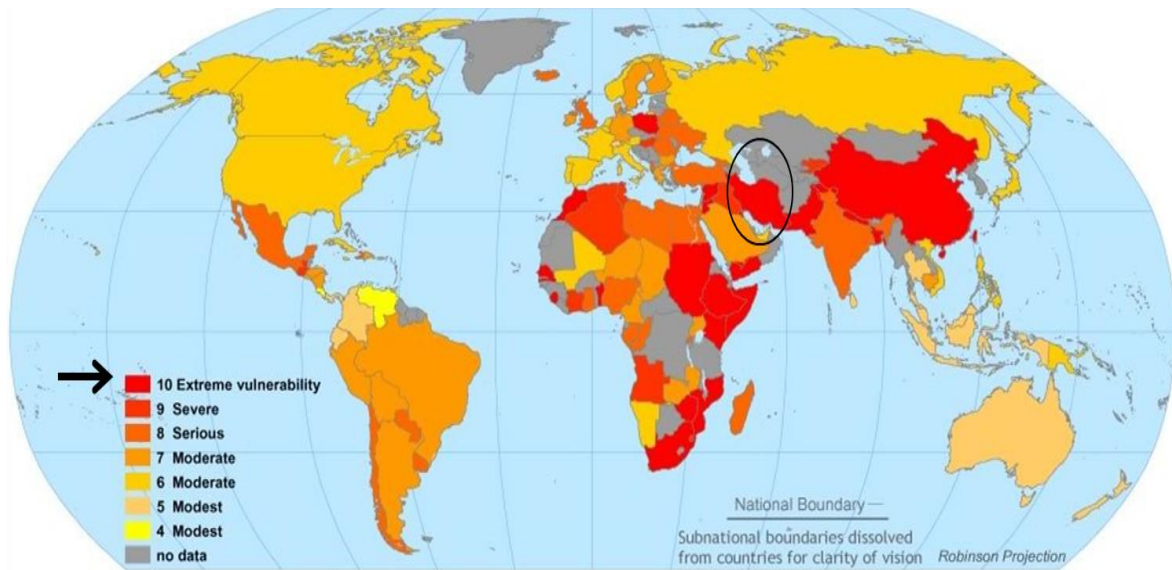 10 Extreme vulnerability
9 Severe
8 Serious
7 Moderate
6 Moderate
5 Modest
4 Modest
no data
National Boundary —
Subnational boundaries dissolved
from countries for clarity of vision
Robinson Projection